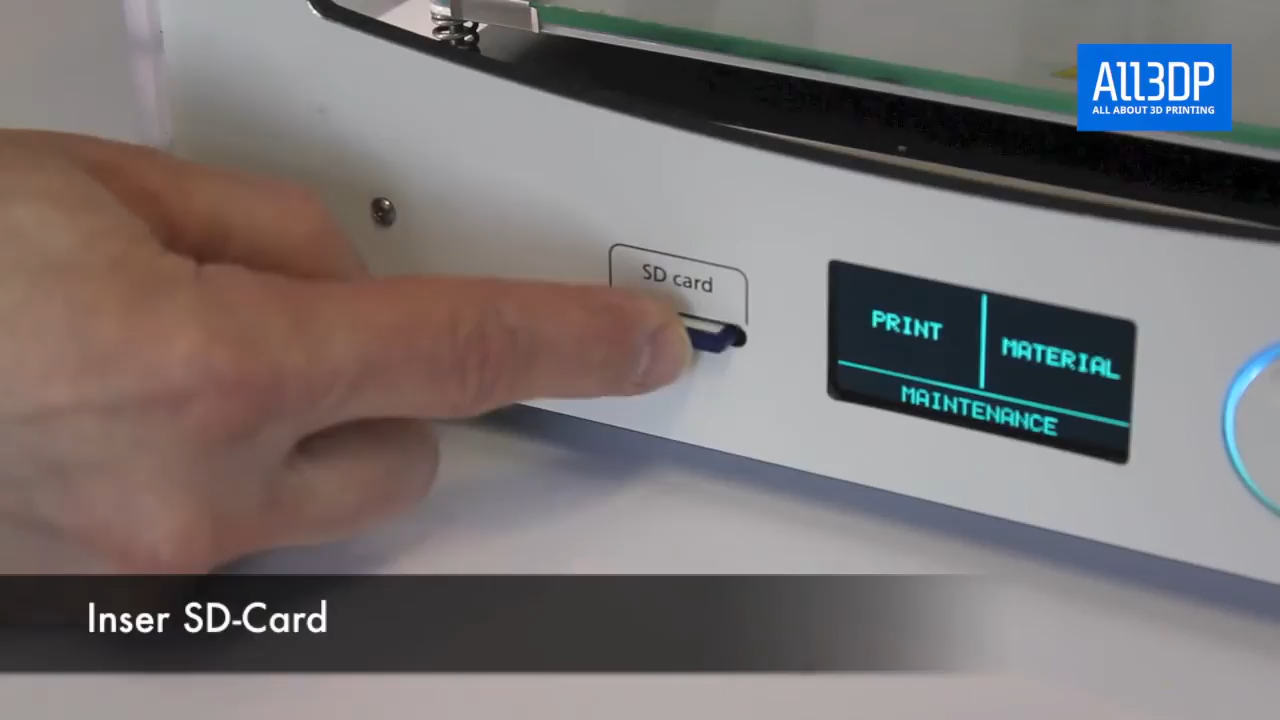 All3DP
ALL ABOUT 3D PRINTING
SD card
PRINT
MATERIAL
MAINTENANCE
Inser SD-Card